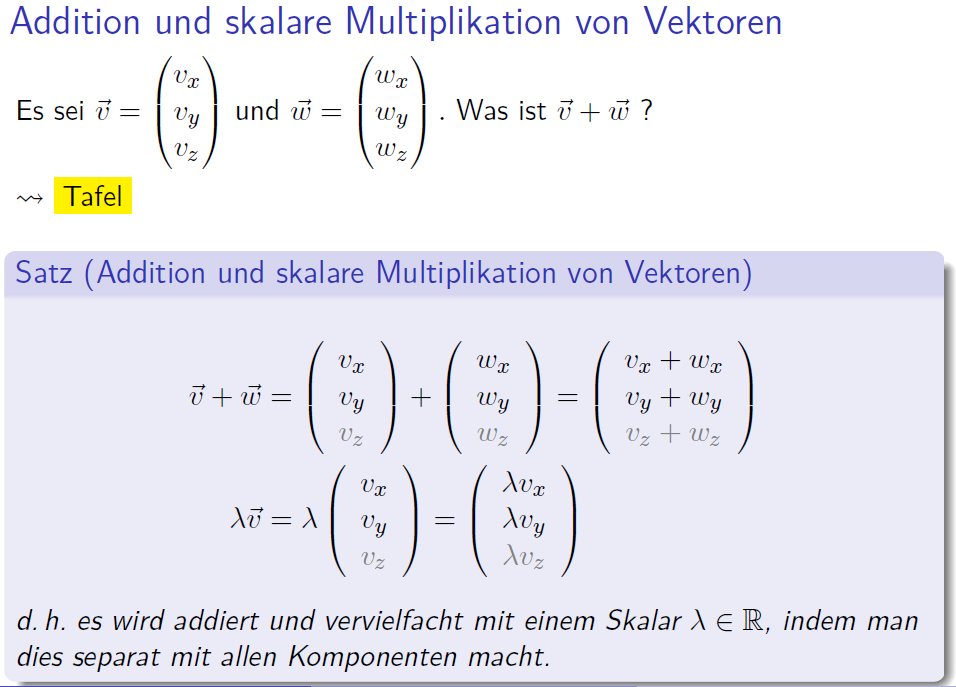 Addition und skalare Multiplikation von Vektoren
Es sei $\vec{v} = \begin{pmatrix} v_x \\ v_y \\ v_z \end{pmatrix}$ und $\vec{w} = \begin{pmatrix} w_x \\ w_y \\ w_z \end{pmatrix}$ . Was ist $\vec{v} + \vec{w}$ ?
⇝ Tafel
Satz (Addition und skalare Multiplikation von Vektoren)
$\vec{v} + \vec{w} = \begin{pmatrix} v_x \\ v_y \\ v_z \end{pmatrix} + \begin{pmatrix} w_x \\ w_y \\ w_z \end{pmatrix} = \begin{pmatrix} v_x + w_x \\ v_y + w_y \\ v_z + w_z \end{pmatrix}$
$\lambda\vec{v} = \lambda \begin{pmatrix} v_x \\ v_y \\ v_z \end{pmatrix} = \begin{pmatrix} \lambda v_x \\ \lambda v_y \\ \lambda v_z \end{pmatrix}$
d. h. es wird addiert und vervielfacht mit einem Skalar $\lambda \in \mathbb{R}$, indem man
dies separat mit allen Komponenten macht.